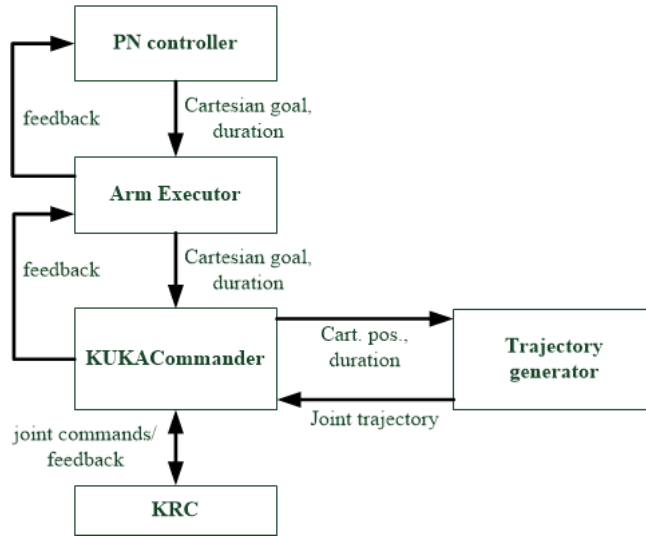 PN controller
feedback
Cartesian goal,
duration
Arm Executor
feedback
Cartesian goal,
duration
KUKACommander
Cart. pos.,
duration
Trajectory
generator
Joint trajectory
joint commands/
feedback
KRC